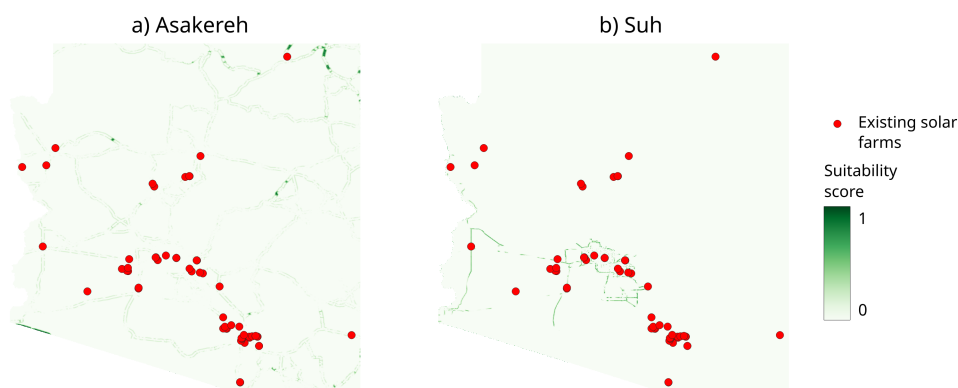 a) Asakereh
b) Suh
Existing solar
farms
Suitability
score
1
0